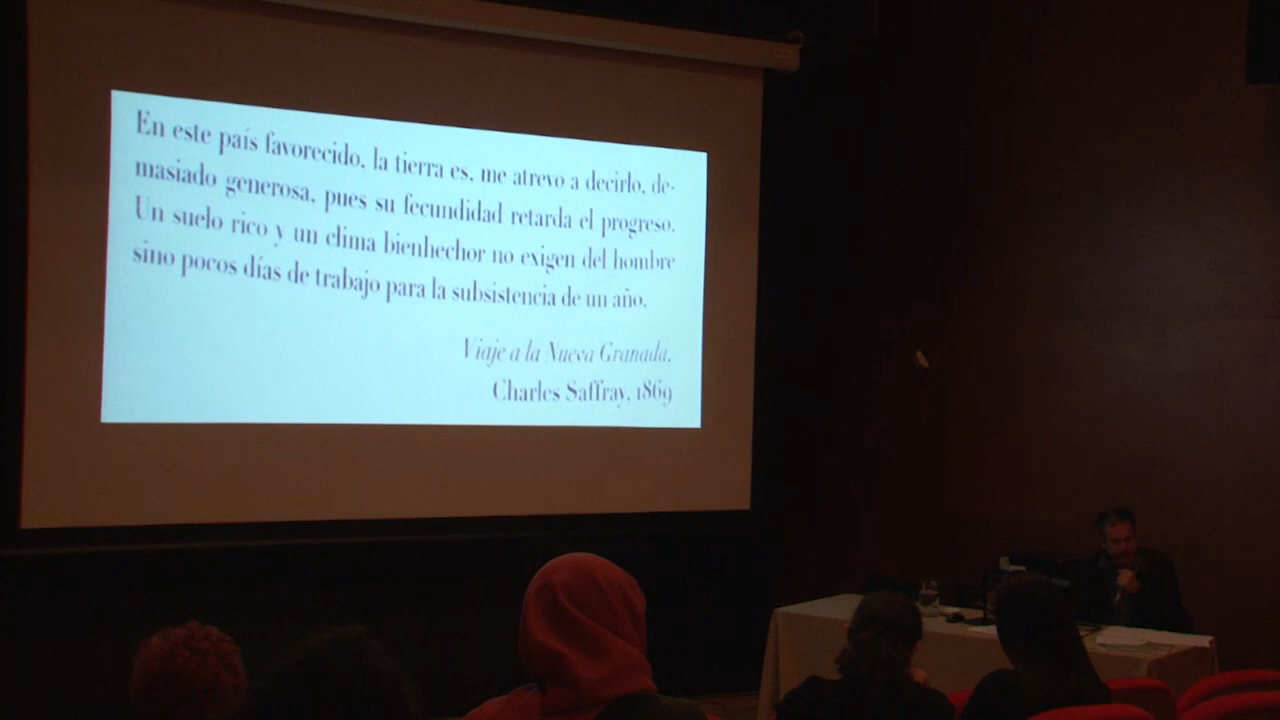 En este país favorecido, la tierra es, me atrevo a decirlo, de-
masiado generosa, pues su fecundidad retarda el progreso.
Un suelo rico y un clima bienhechor no exigen del hombre
sino pocos días de trabajo para la subsistencia de un año.
Viaje a la Nueva Granada,
Charles Saffray, 1869